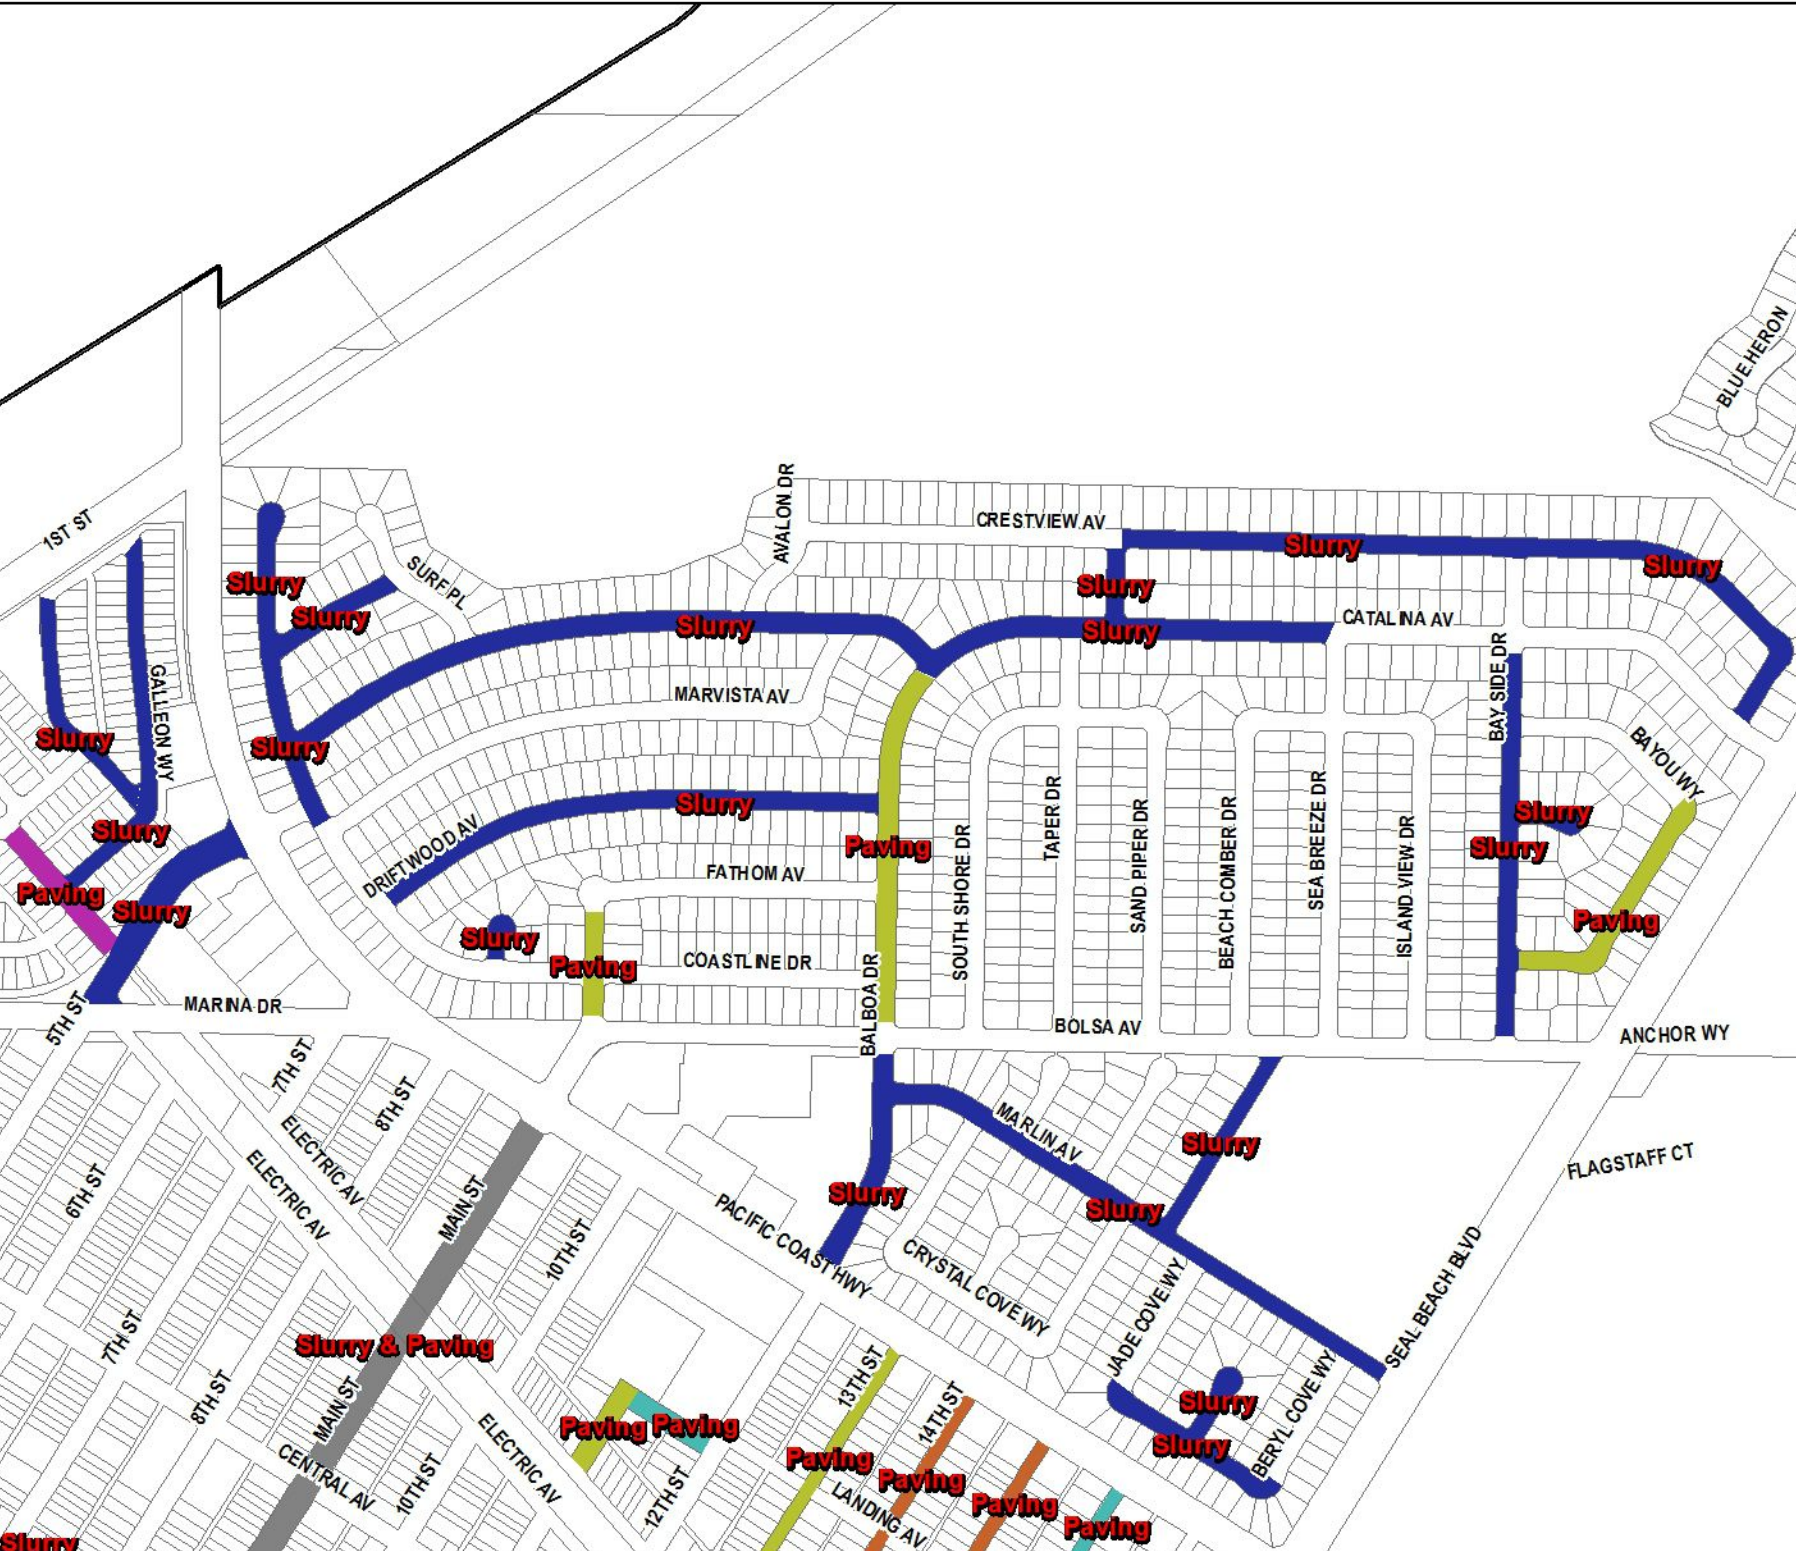 BLUE HERON
1ST ST
AVALON DR
CRESTVIEW AV
Slurry
Slurry
SURF PL
Slurry
Slurry
Slurry
Slurry
Slurry
CATALINA AV
Slurry
BAY SIDE DR
GALLEON WY
MARVISTA AV
Slurry
Slurry
BAYOU WY
TAPER DR
SAND PIPER DR
BEACH COMBER DR
SEA BREEZE DR
ISLAND VIEW DR
Slurry
Slurry
Slurry
DRIFTWOOD AV
SOUTH SHORE DR
Paving
Slurry
FATHOM AV
Paving
Slurry
Paving
Slurry
Paving
COASTLINE DR
BALBOA DR
5TH ST
MARINA DR
BOLSA AV
ANCHOR WY
7TH ST
8TH ST
ELECTRIC AV
MARLIN AV
Slurry
FLAGSTAFF CT
6TH ST
ELECTRIC AV
MAIN ST
Slurry
Slurry
PACIFIC COAST HWY
10TH ST
CRYSTAL COVE WY
JADE COVE WY
SEAL BEACH BLVD
7TH ST
Slurry & Paving
8TH ST
MAIN ST
13TH ST
14TH ST
Slurry
BERYL COVE WY
Paving
Paving
Slurry
ELECTRIC AV
CENTRAL AV
10TH ST
12TH ST
Paving
Paving
LANDING AV
Paving
Paving
Slurry